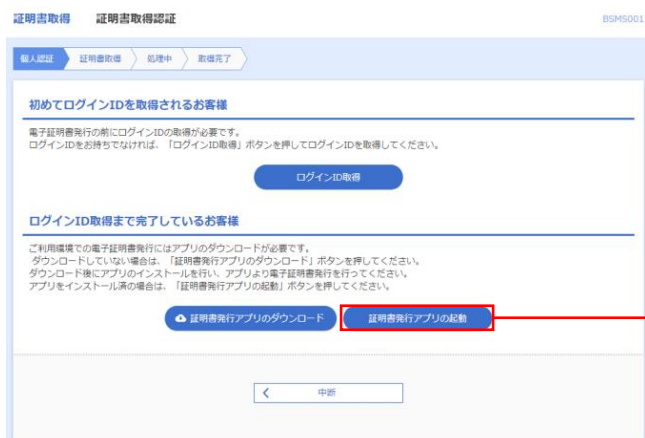 証明書取得 証明書取得認証
BSMS001
個人認証 証明書取得 処理中 取得完了
初めてログインIDを取得されるお客様
電子証明書発行の前にログインIDの取得が必要です。
ログインIDをお持ちでなければ、「ログインID取得」ボタンを押してログインIDを取得してください。
ログインID取得
ログインID取得まで完了しているお客様
ご利用環境での電子証明書発行にはアプリのダウンロードが必要です。
ダウンロードしていない場合は、「証明書発行アプリのダウンロード」ボタンを押してください。
ダウンロード後にアプリのインストールを行い、アプリより電子証明書発行を行ってください。
アプリをインストール済の場合は、「証明書発行アプリの起動」ボタンを押してください。
証明書発行アプリのダウンロード 証明書発行アプリの起動
中断